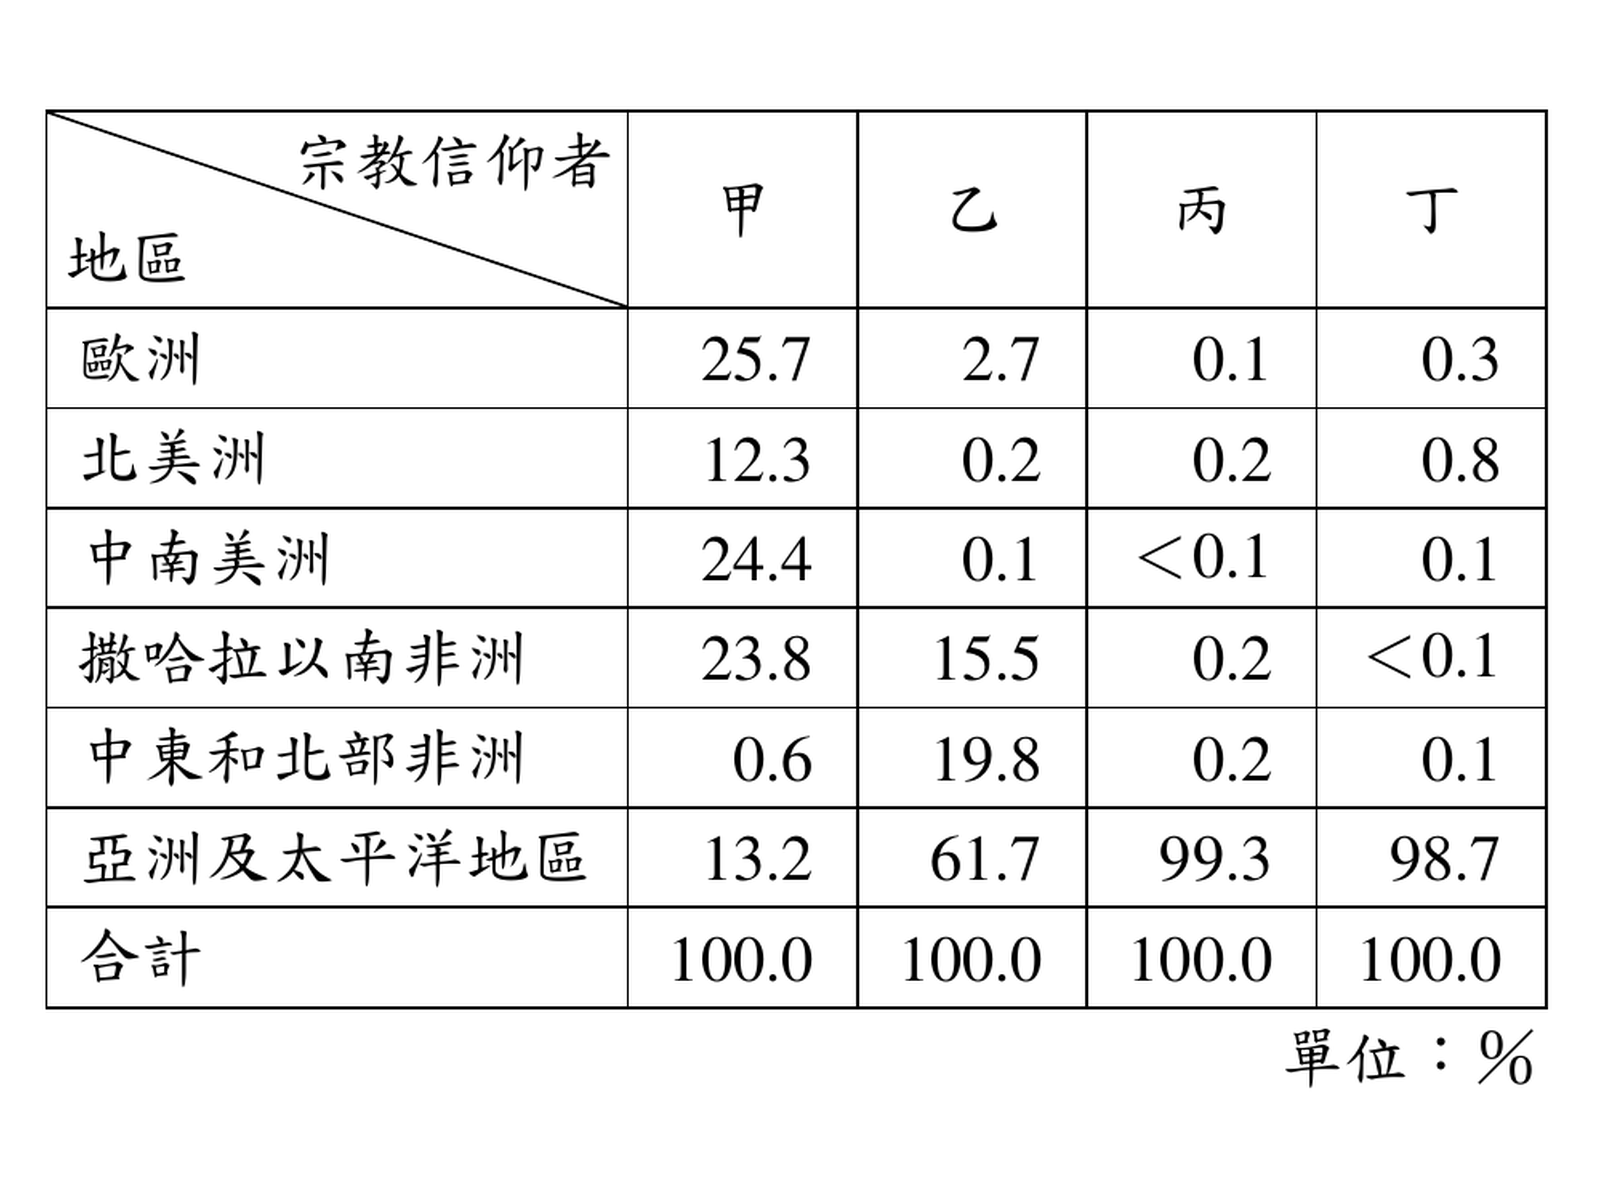 宗教信仰者 甲 乙 丙 丁
地區
歐洲 25.7 2.7 0.1 0.3
北美洲 12.3 0.2 0.2 0.8
中南美洲 24.4 0.1 <0.1 0.1
撒哈拉以南非洲 23.8 15.5 0.2 <0.1
中東和北部非洲 0.6 19.8 0.2 0.1
亞洲及太平洋地區 13.2 61.7 99.3 98.7
合計 100.0 100.0 100.0 100.0
單位：%